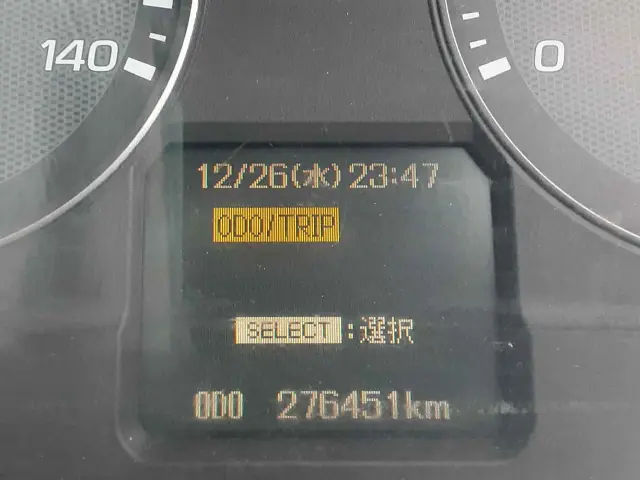 140
0
12/26(水)23:47
ODO/TRIP
SELECT:選択
ODO 276451km